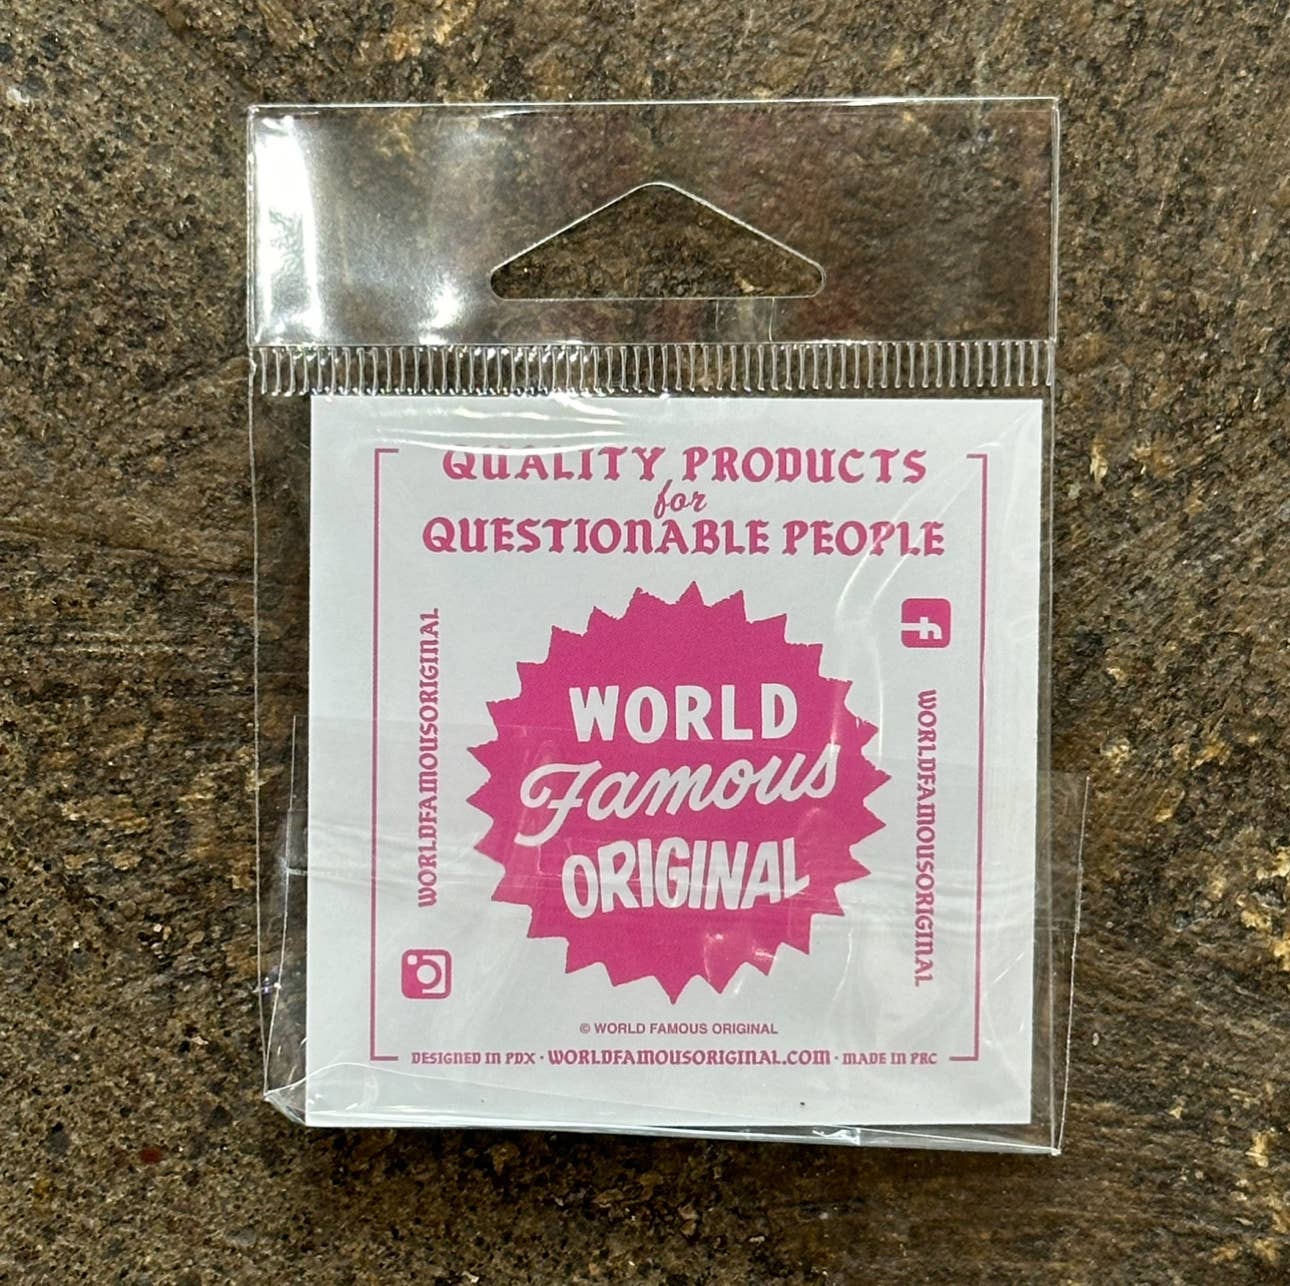 QUALITY PRODUCTS
for
QUESTIONABLE PEOPLE
WORLDFAMOUSORIGINAL
WORLD
Famous
ORIGINAL
WORLDFAMOUSORIGINAL
© WORLD FAMOUS ORIGINAL
DESIGNED IN PDX · WORLDFAMOUSORIGINAL.COM · MADE IN PRC